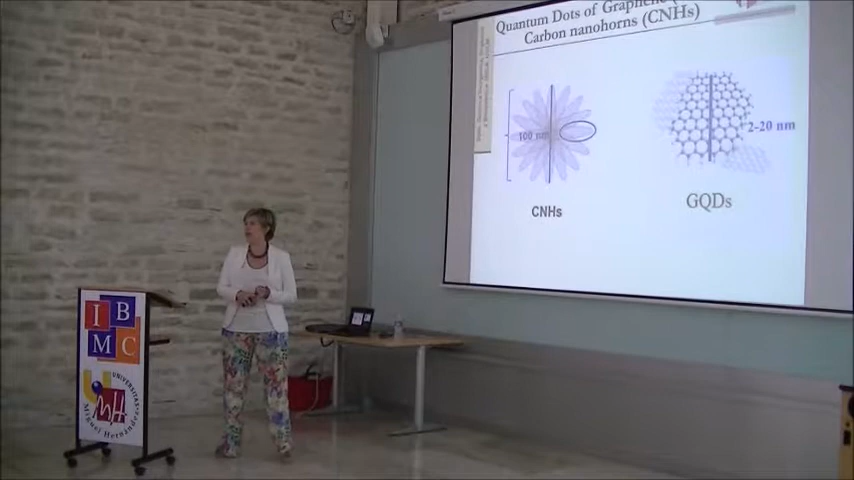 Quantum Dots of Graphene
Carbon nanohorns (CNHs)
100 nm
2-20 nm
CNHs
GQDs
I B
M C
UNIVERSITAS
Miguel Hernández